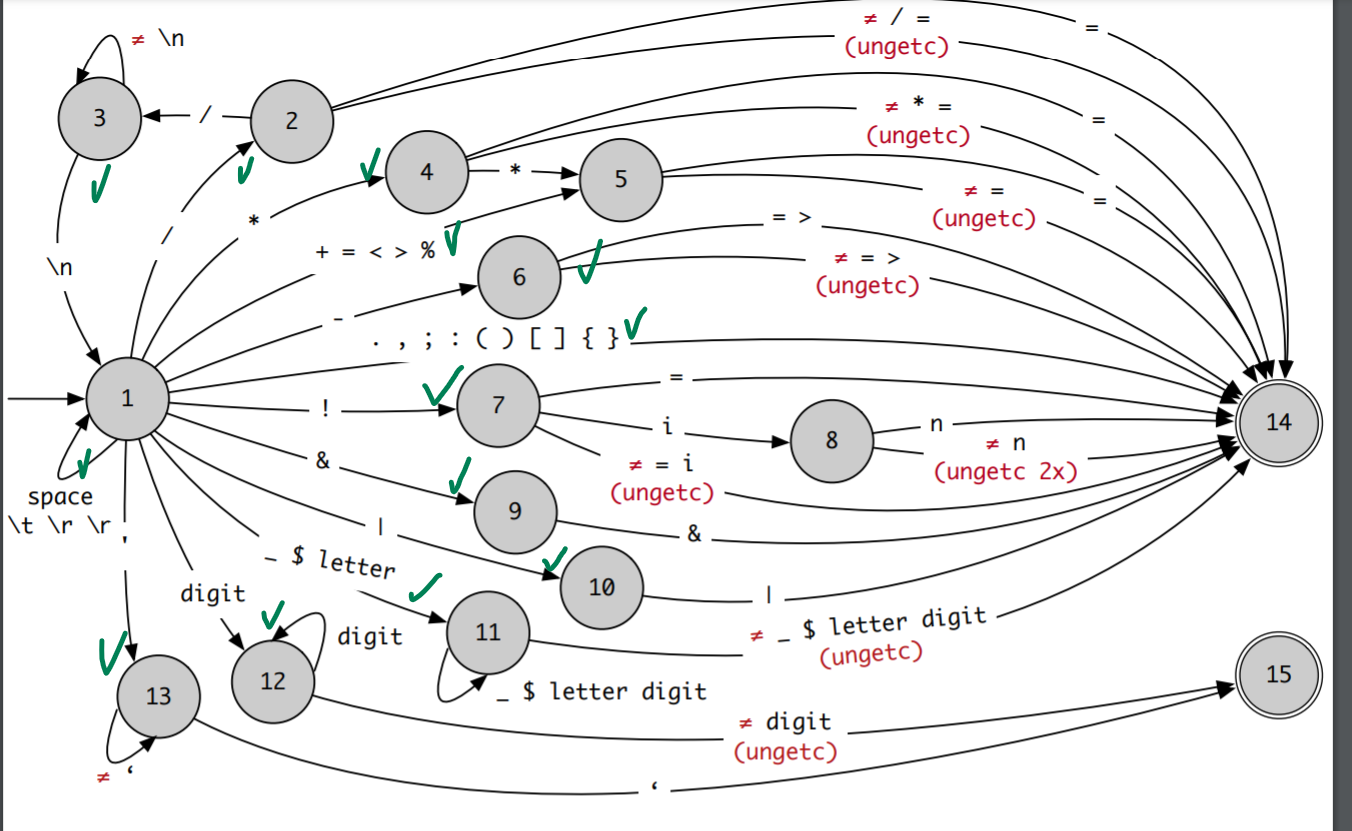 ≠ \n
≠ / =
(ungetc)
=
3
/
2
≠ * =
(ungetc)
=
4
*
5
≠ =
(ungetc)
=
/
*
= >
+ = < > %
\n
6
≠ = >
(ungetc)
-
. , ; : ( ) [ ] { }
=
1
!
7
i
8
n
14
≠ n
(ungetc 2x)
&
≠ = i
(ungetc)
space
\t \r \r
9
|
&
'
_ $ letter
digit
10
|
11
digit
≠ _ $ letter digit
(ungetc)
13
12
_ $ letter digit
15
≠ digit
(ungetc)
≠ ‘
‘